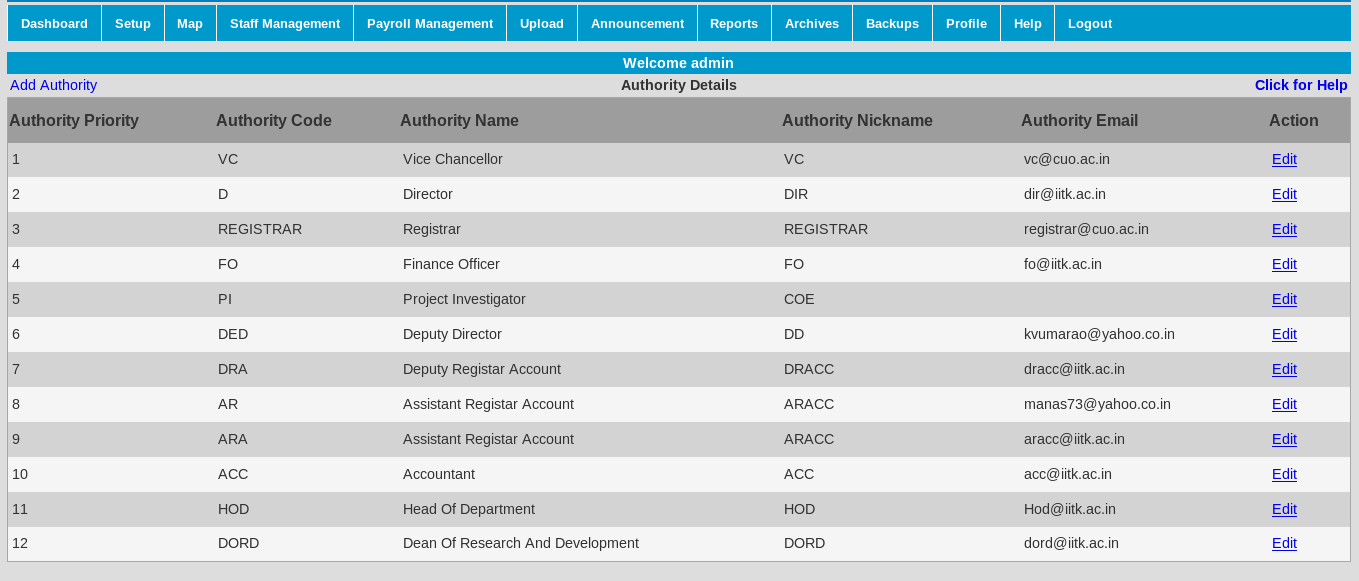 Dashboard Setup Map Staff Management Payroll Management Upload Announcement Reports Archives Backups Profile Help Logout
Welcome admin
Add Authority Authority Details Click for Help
Authority Priority Authority Code Authority Name Authority Nickname Authority Email Action
1 VC Vice Chancellor VC vc@cuo.ac.in Edit
2 D Director DIR dir@iitk.ac.in Edit
3 REGISTRAR Registrar REGISTRAR registrar@cuo.ac.in Edit
4 FO Finance Officer FO fo@iitk.ac.in Edit
5 PI Project Investigator COE Edit
6 DED Deputy Director DD kvumarao@yahoo.co.in Edit
7 DRA Deputy Registar Account DRACC dracc@iitk.ac.in Edit
8 AR Assistant Registar Account ARACC manas73@yahoo.co.in Edit
9 ARA Assistant Registar Account ARACC aracc@iitk.ac.in Edit
10 ACC Accountant ACC acc@iitk.ac.in Edit
11 HOD Head Of Department HOD Hod@iitk.ac.in Edit
12 DORD Dean Of Research And Development DORD dord@iitk.ac.in Edit